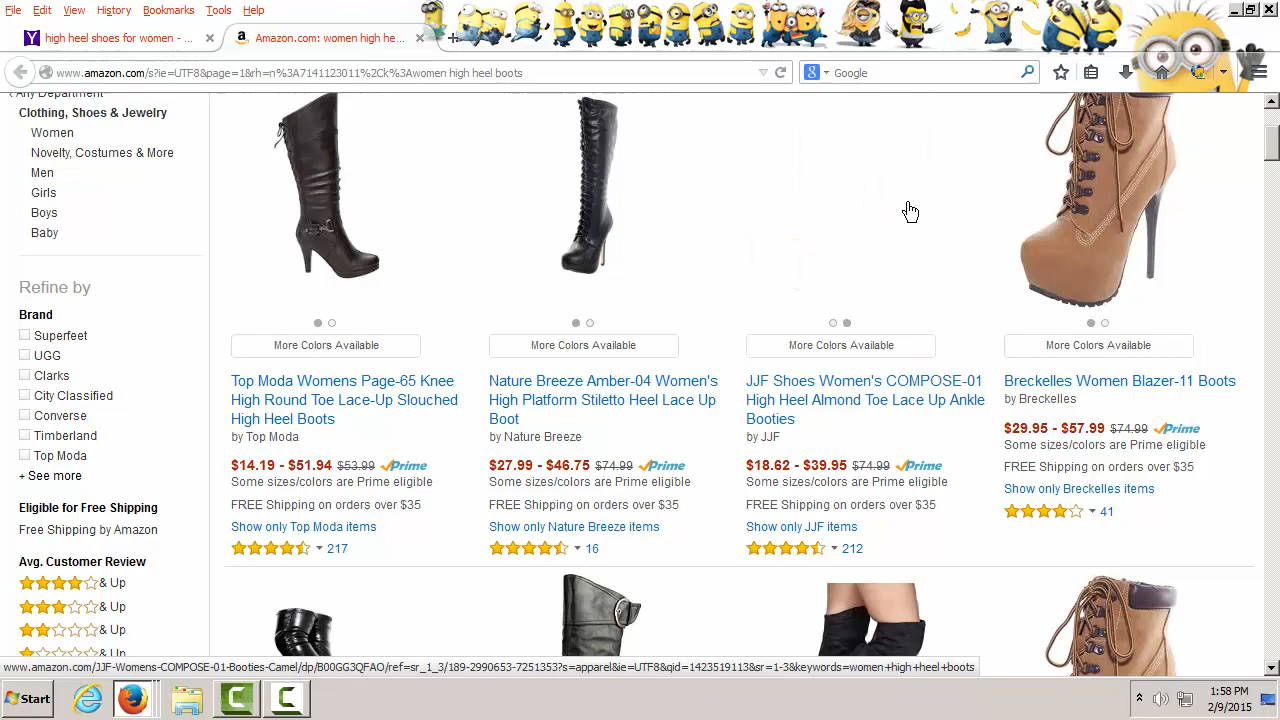 File Edit View History Bookmarks Tools Help
high heel shoes for women - ...
Amazon.com: women high he...
www.amazon.com/s?ie=UTF8&page=1&rh=n%3A7141123011%2Ck%3Awomen high heel boots
Google
Any Department
Clothing, Shoes & Jewelry
Women
Novelty, Costumes & More
Men
Girls
Boys
Baby
Refine by
Brand
Superfeet
UGG
Clarks
City Classified
Converse
Timberland
Top Moda
+ See more
Eligible for Free Shipping
Free Shipping by Amazon
Avg. Customer Review
& Up
& Up
& Up
More Colors Available
Top Moda Womens Page-65 Knee
High Round Toe Lace-Up Slouched
High Heel Boots
by Top Moda
$14.19 - $51.94 $53.99 Prime
Some sizes/colors are Prime eligible
FREE Shipping on orders over $35
Show only Top Moda items
217
More Colors Available
Nature Breeze Amber-04 Women's
High Platform Stiletto Heel Lace Up
Boot
by Nature Breeze
$27.99 - $46.75 $74.99 Prime
Some sizes/colors are Prime eligible
FREE Shipping on orders over $35
Show only Nature Breeze items
16
More Colors Available
JJF Shoes Women's COMPOSE-01
High Heel Almond Toe Lace Up Ankle
Booties
by JJF
$18.62 - $39.95 $74.99 Prime
Some sizes/colors are Prime eligible
FREE Shipping on orders over $35
Show only JJF items
212
More Colors Available
Breckelles Women Blazer-11 Boots
by Breckelles
$29.95 - $57.99 $74.99 Prime
Some sizes/colors are Prime eligible
FREE Shipping on orders over $35
Show only Breckelles items
41
www.amazon.com/JJF-Womens-COMPOSE-01-Booties-Camel/dp/B00GG3QFAO/ref=sr_1_3/189-2990653-7251353?s=apparel&ie=UTF8&qid=1423519113&sr=1-3&keywords=women+high+heel+boots
Start
1:58 PM
2/9/2015